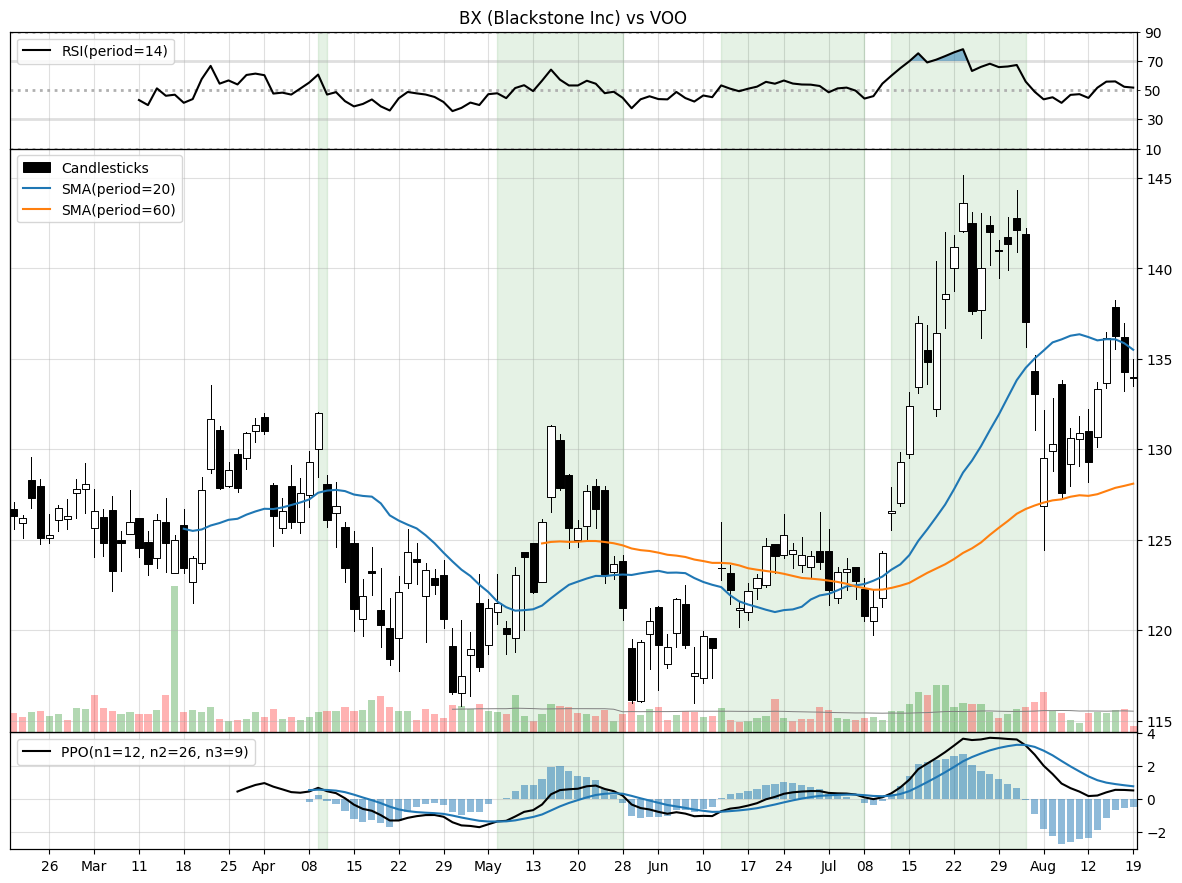 BX (Blackstone Inc) vs VOO
RSI(period=14)
90
70
50
30
10
Candlesticks
SMA(period=20)
SMA(period=60)
145
140
135
130
125
120
115
PPO(n1=12, n2=26, n3=9)
4
2
0
−2
26 Mar 11 18 25 Apr 08 15 22 29 May 13 20 28 Jun 10 17 24 Jul 08 15 22 29 Aug 12 19